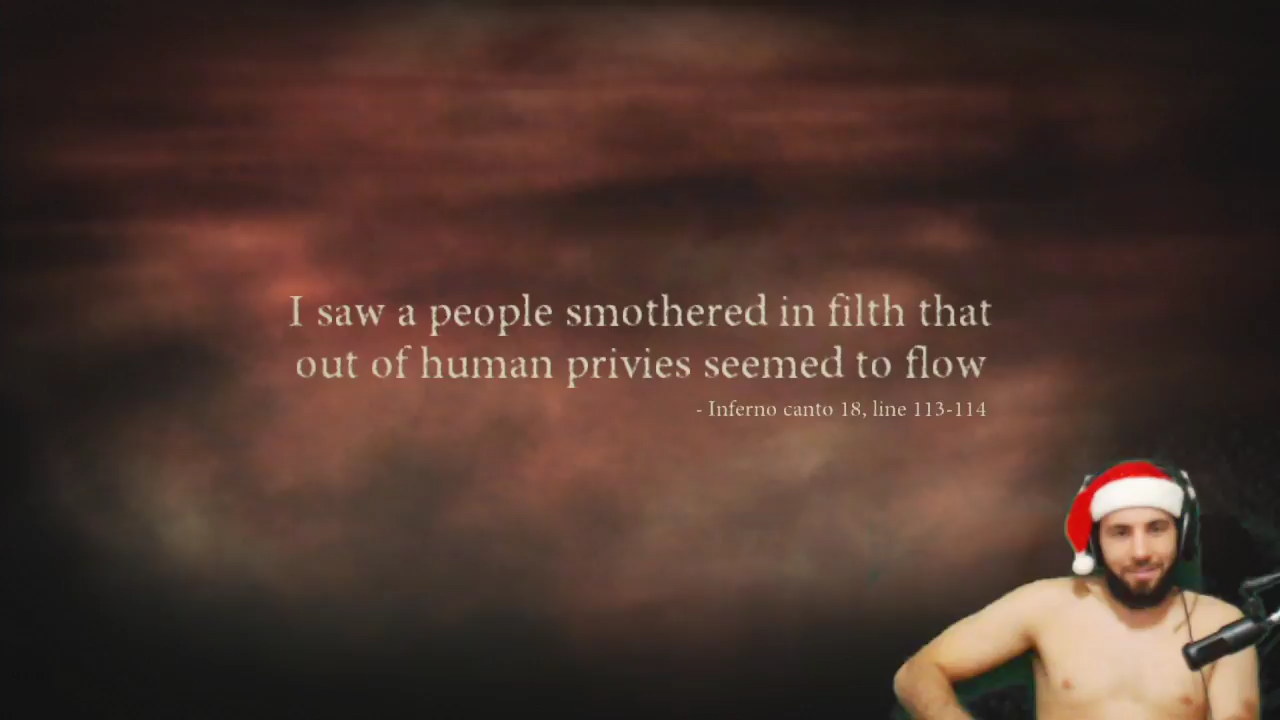 I saw a people smothered in filth that
out of human privies seemed to flow
- Inferno canto 18, line 113-114